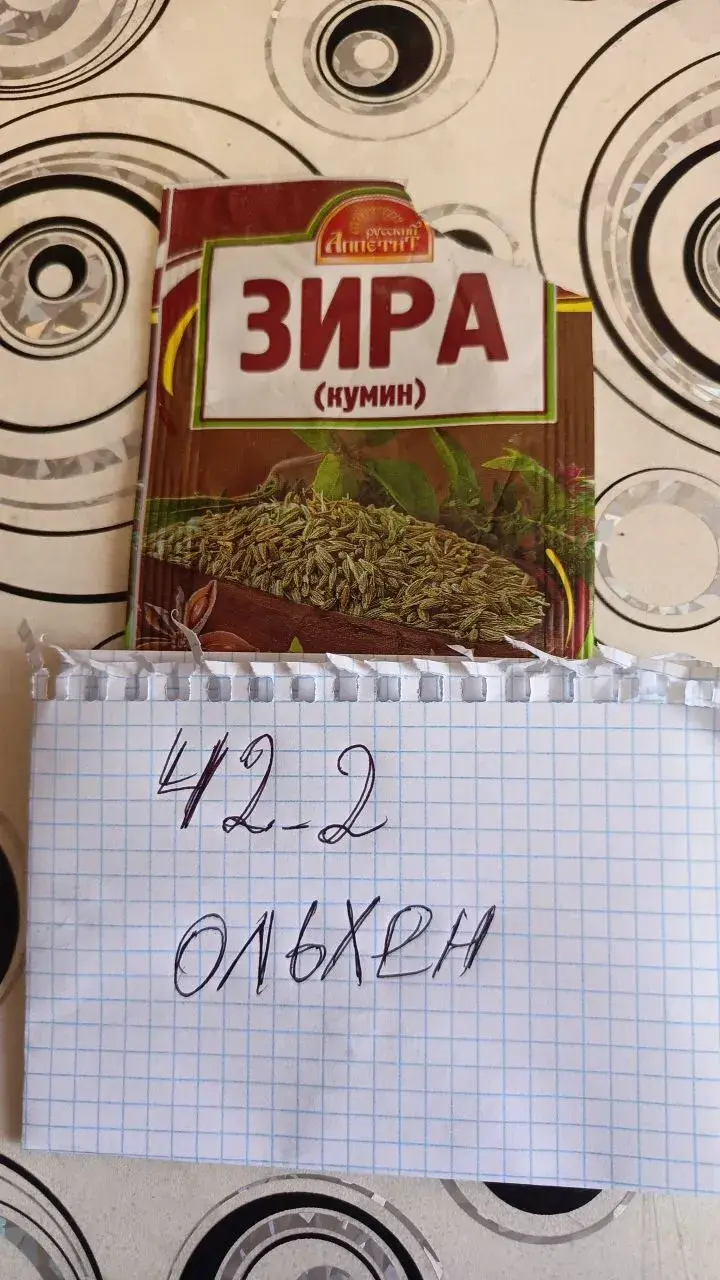 русский
Аппетит
ЗИРА
(кумин)
42-2
ОЛЬХЕН